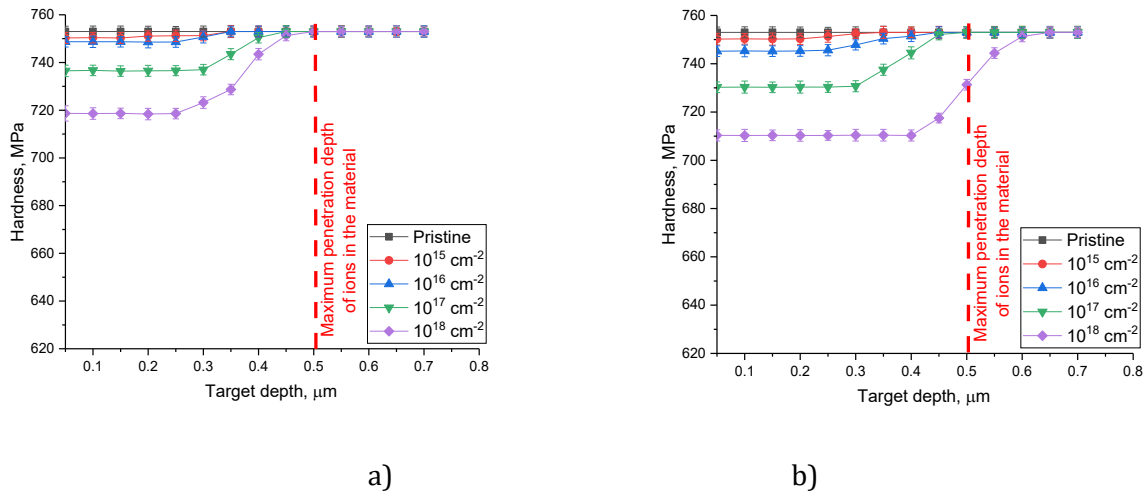 760
740
720
700
680
660
640
620
Hardness, MPa
0.1 0.2 0.3 0.4 0.5 0.6 0.7 0.8
Target depth, μm
Maximum penetration depth
of ions in the material
Pristine
10¹⁵ cm⁻²
10¹⁶ cm⁻²
10¹⁷ cm⁻²
10¹⁸ cm⁻²
a)
760
740
720
700
680
660
640
620
Hardness, MPa
0.1 0.2 0.3 0.4 0.5 0.6 0.7 0.8
Target depth, μm
Maximum penetration depth
of ions in the material
Pristine
10¹⁵ cm⁻²
10¹⁶ cm⁻²
10¹⁷ cm⁻²
10¹⁸ cm⁻²
b)